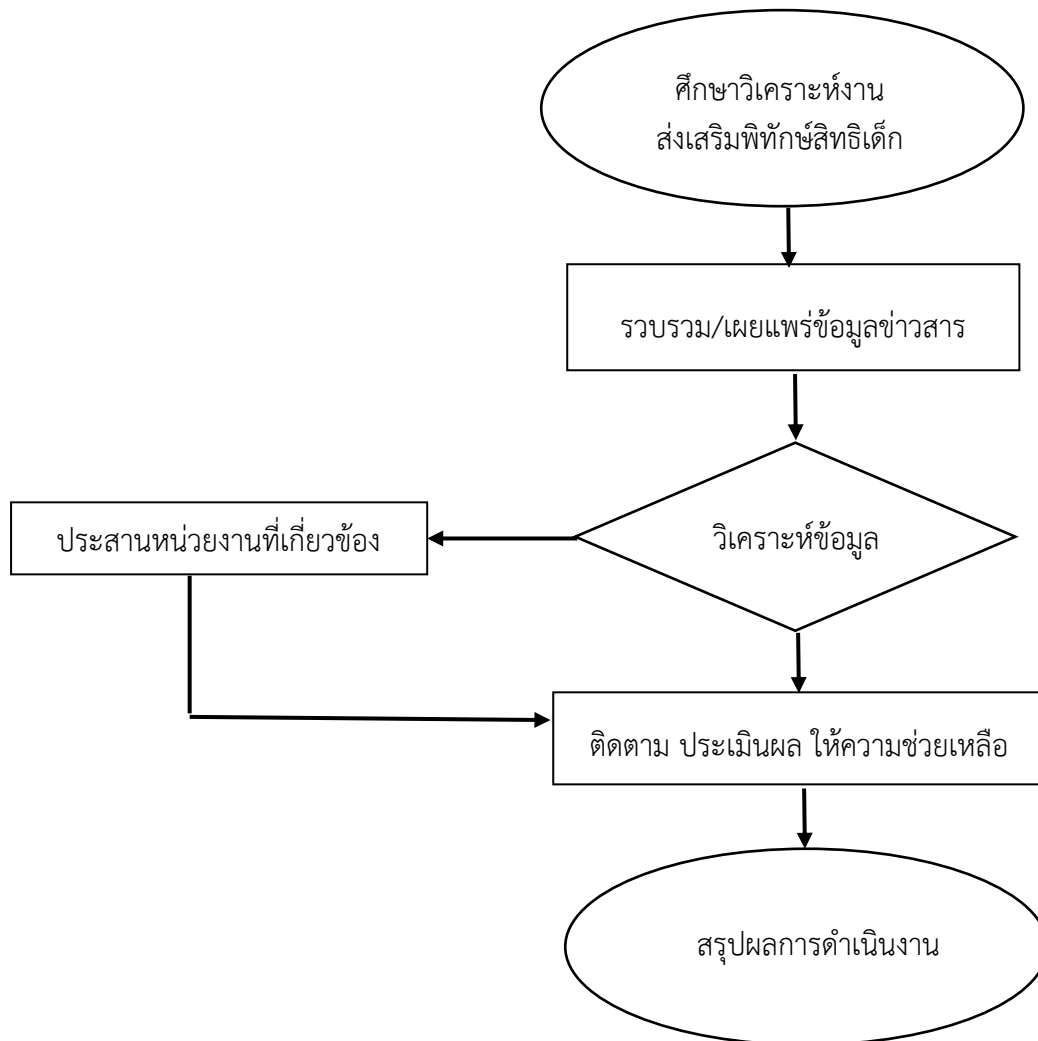 ศึกษาวิเคราะห์งาน
ส่งเสริมพิทักษ์สิทธิเด็ก
รวบรวม/เผยแพร่ข้อมูลข่าวสาร
วิเคราะห์ข้อมูล
ประสานหน่วยงานที่เกี่ยวข้อง
ติดตาม ประเมินผล ให้ความช่วยเหลือ
สรุปผลการดำเนินงาน